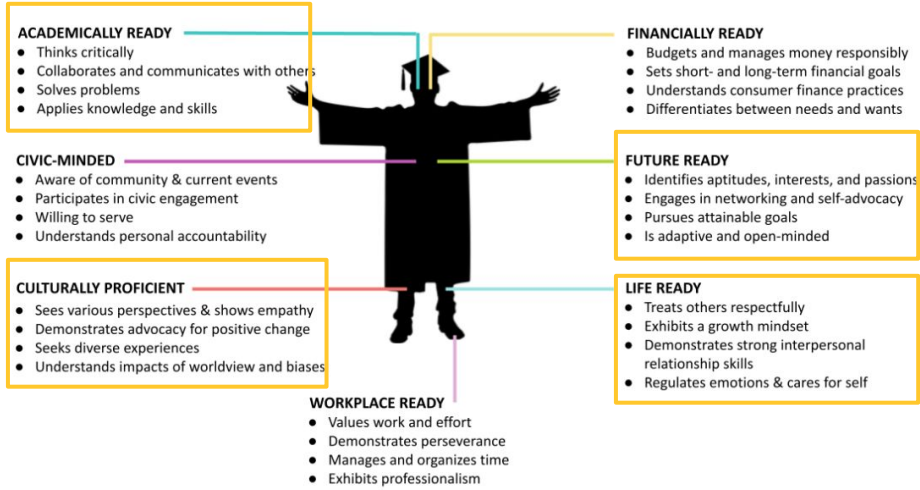 ACADEMICALLY READY
● Thinks critically
● Collaborates and communicates with others
● Solves problems
● Applies knowledge and skills
FINANCIALLY READY
● Budgets and manages money responsibly
● Sets short- and long-term financial goals
● Understands consumer finance practices
● Differentiates between needs and wants
CIVIC-MINDED
● Aware of community & current events
● Participates in civic engagement
● Willing to serve
● Understands personal accountability
FUTURE READY
● Identifies aptitudes, interests, and passions
● Engages in networking and self-advocacy
● Pursues attainable goals
● Is adaptive and open-minded
CULTURALLY PROFICIENT
● Sees various perspectives & shows empathy
● Demonstrates advocacy for positive change
● Seeks diverse experiences
● Understands impacts of worldview and biases
LIFE READY
● Treats others respectfully
● Exhibits a growth mindset
● Demonstrates strong interpersonal
relationship skills
● Regulates emotions & cares for self
WORKPLACE READY
● Values work and effort
● Demonstrates perseverance
● Manages and organizes time
● Exhibits professionalism